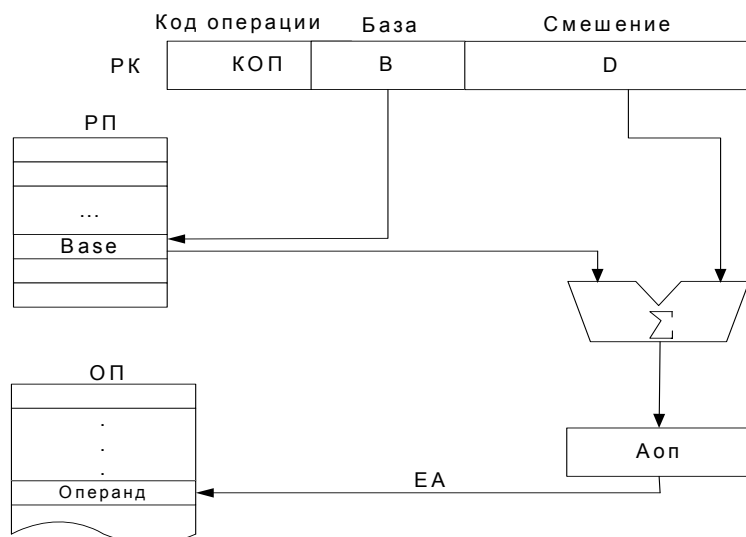 Код операции База Смешение
РК КОП B D
РП
...
Base
Σ
ОП
.
.
.
Аоп
EA
Операнд